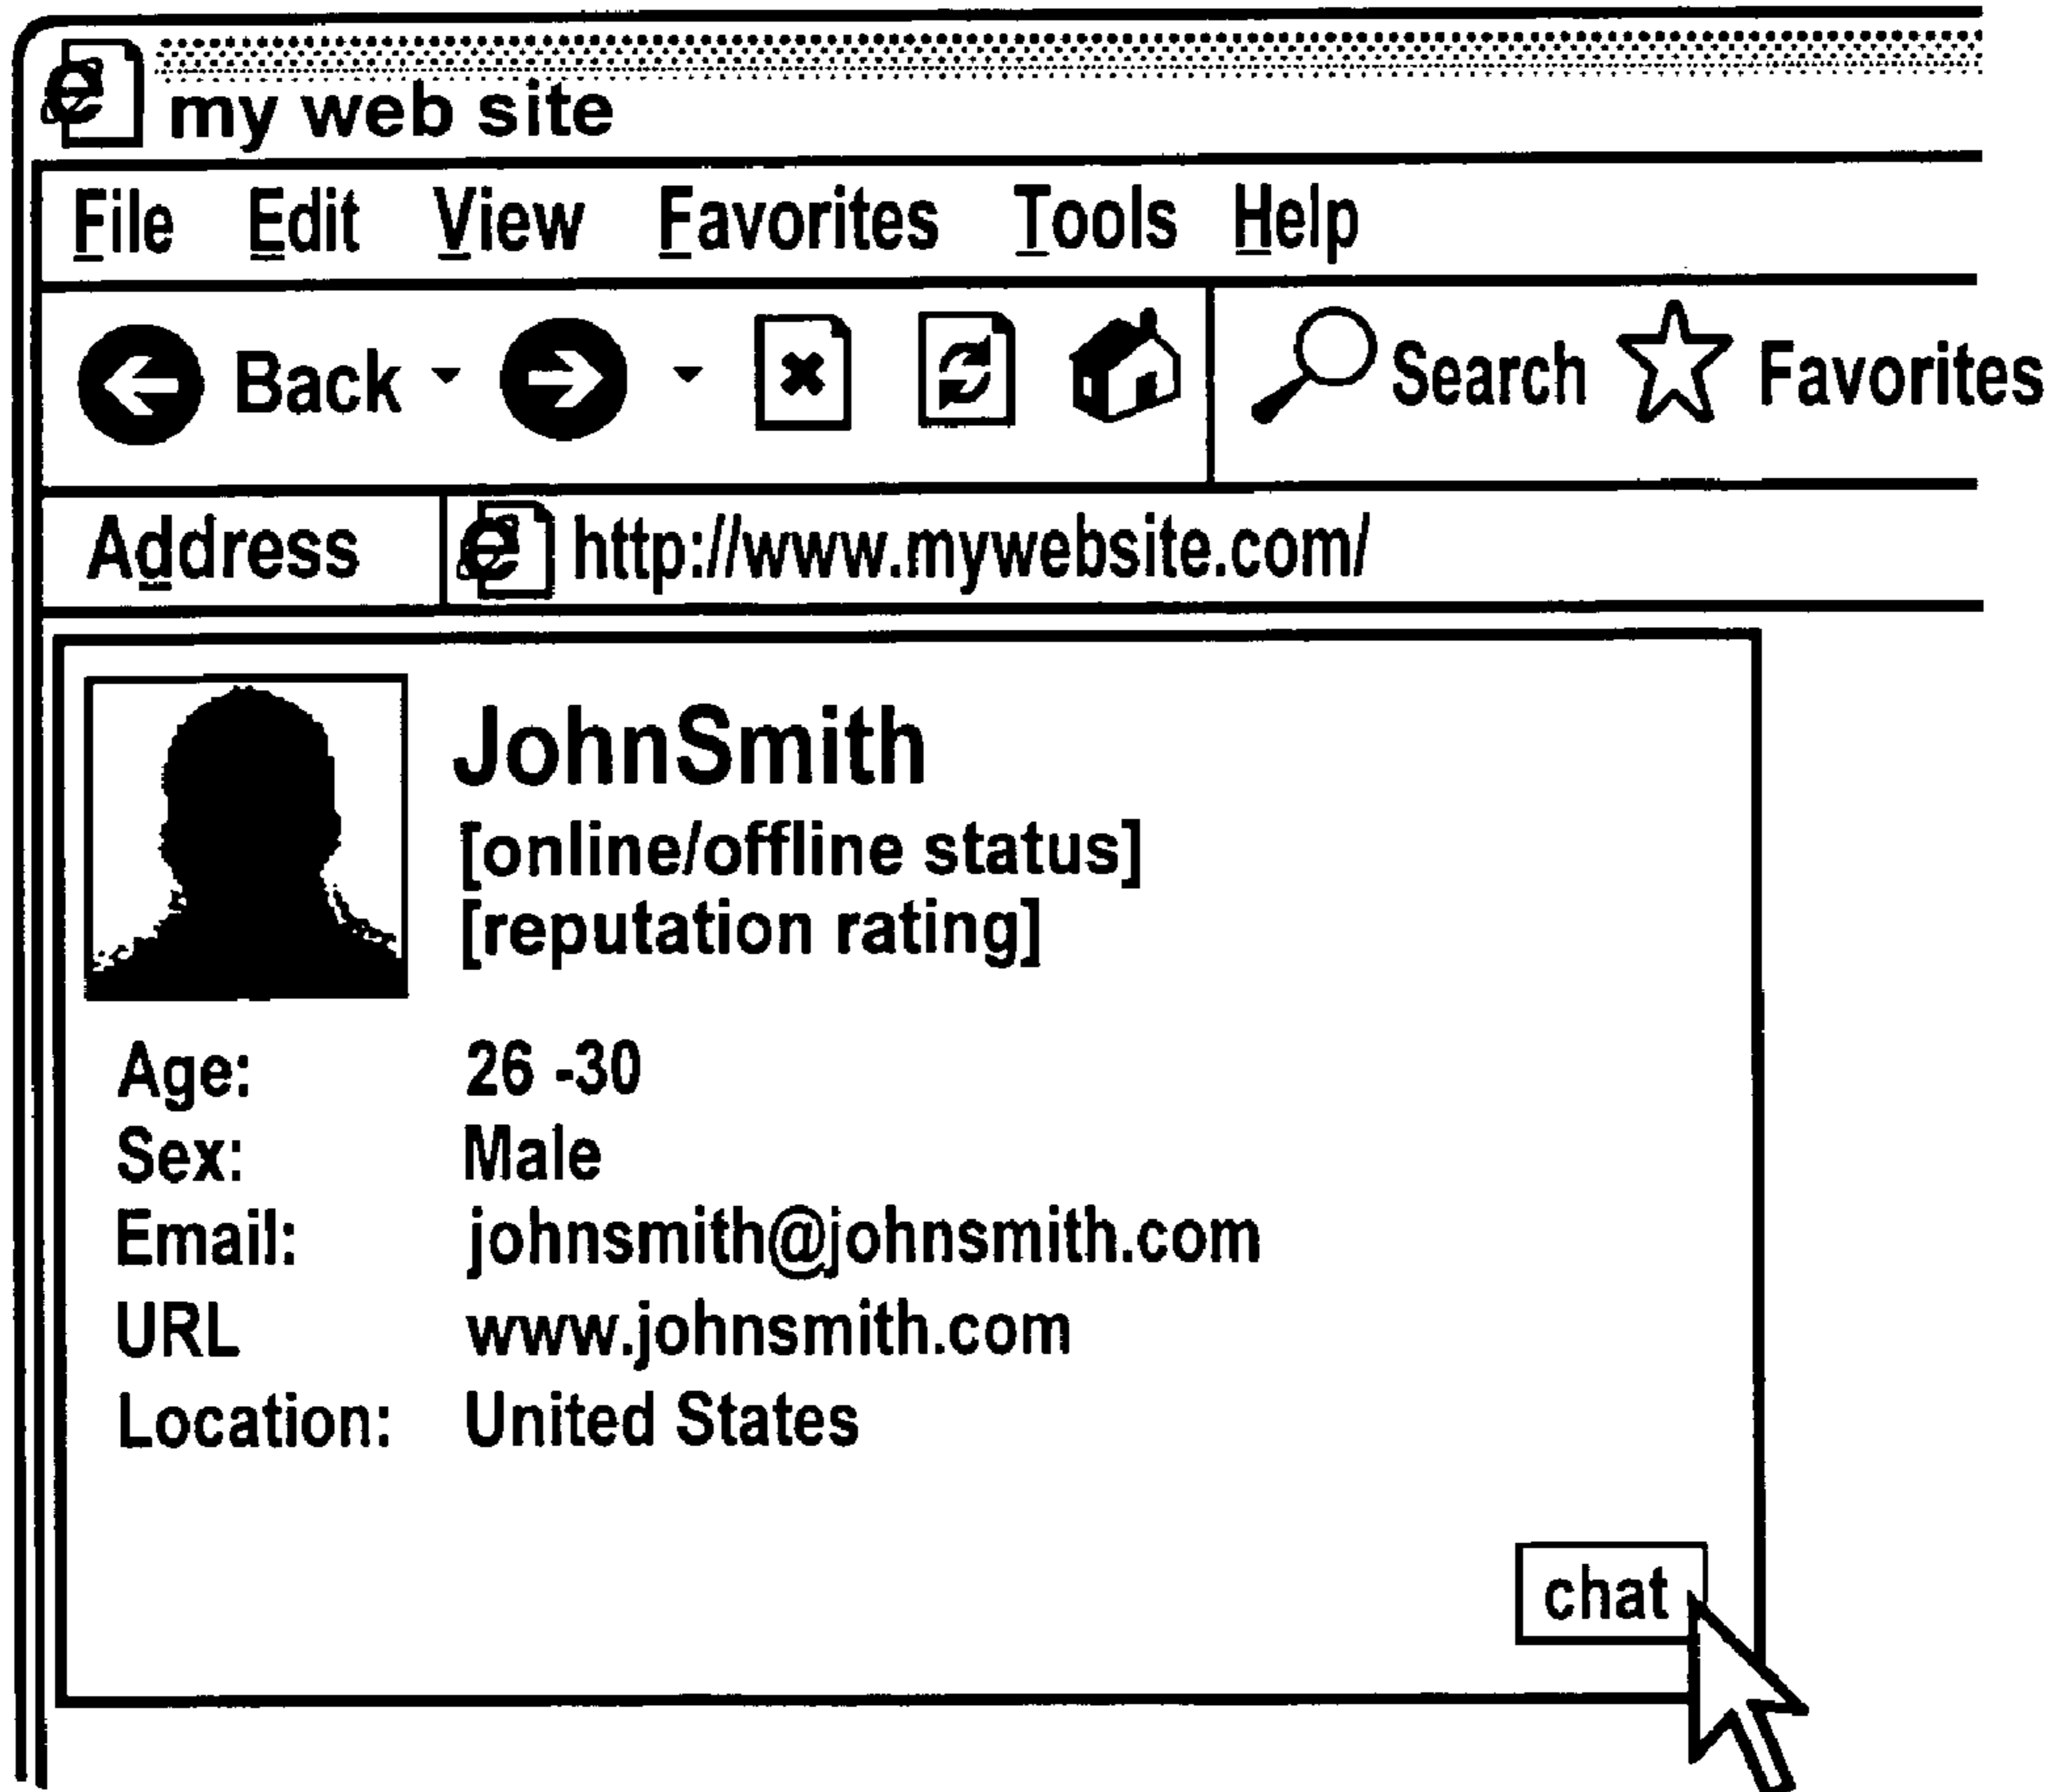 my web site
File Edit View Favorites Tools Help
Back Search Favorites
Address http://www.mywebsite.com/
JohnSmith
[online/offline status]
[reputation rating]
Age: 26 -30
Sex: Male
Email: johnsmith@johnsmith.com
URL www.johnsmith.com
Location: United States
chat